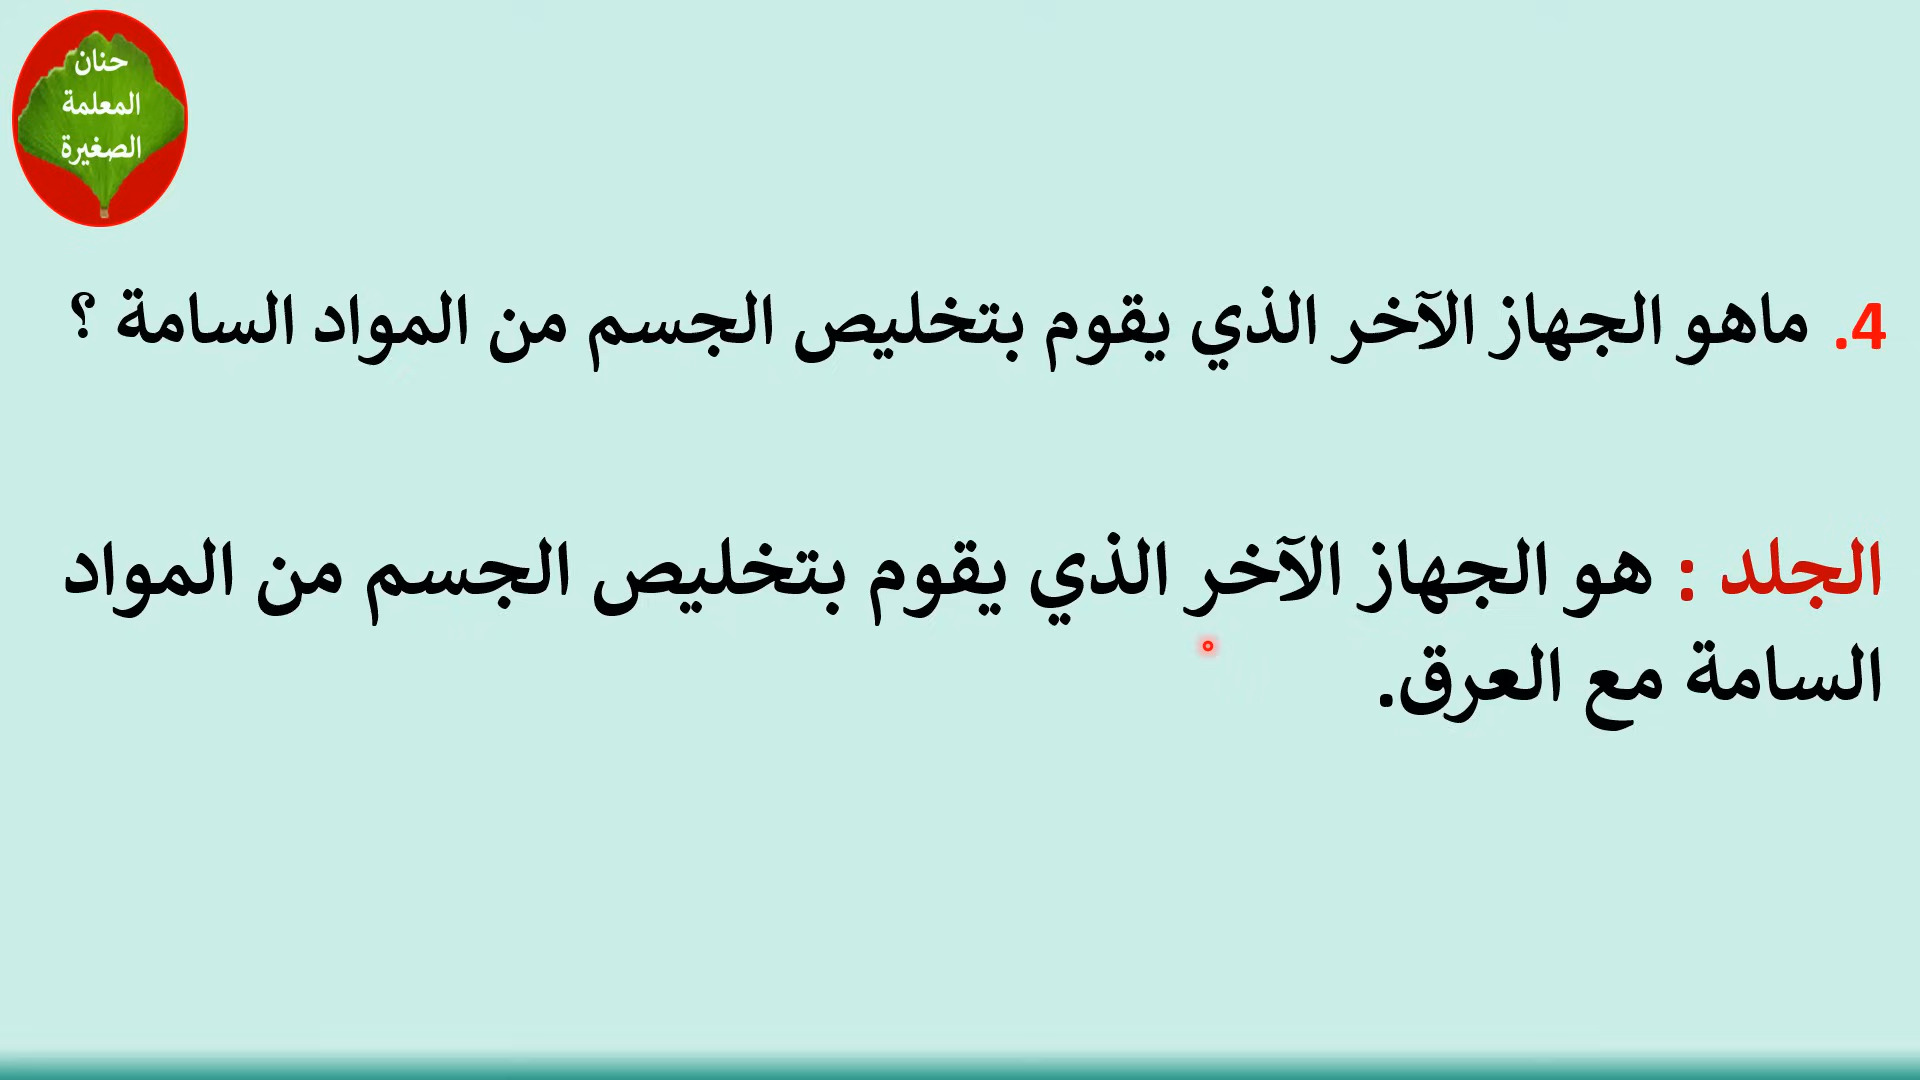 حنان
المعلمة
الصغيرة
4. ماهو الجهاز الآخر الذي يقوم بتخليص الجسم من المواد السامة ؟
الجلد : هو الجهاز الآخر الذي يقوم بتخليص الجسم من المواد
السامة مع العرق.